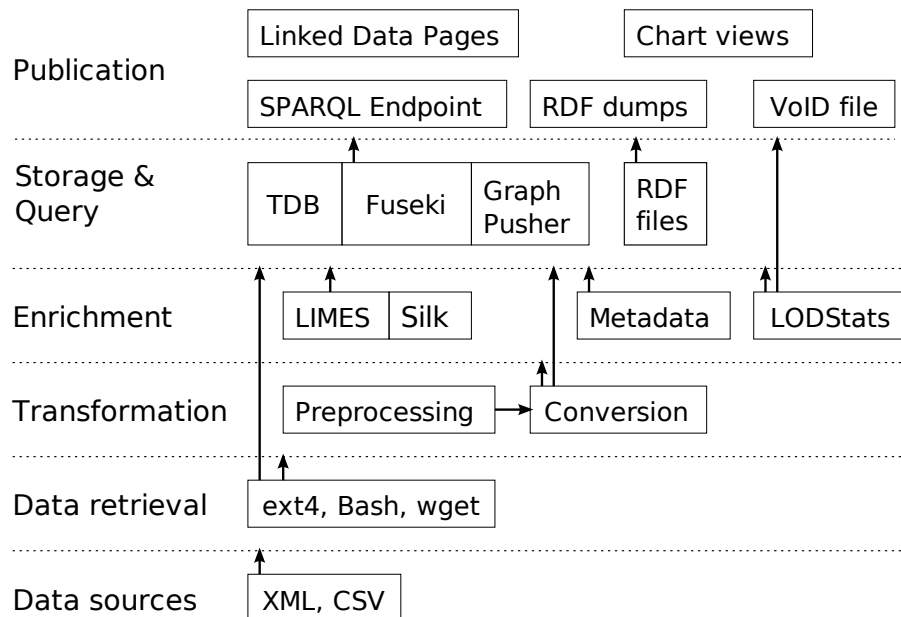 Linked Data Pages
Chart views
Publication
SPARQL Endpoint
RDF dumps
VoID file
Storage &
Query
TDB
Fuseki
Graph
Pusher
RDF
files
Enrichment
LIMES
Silk
Metadata
LODStats
Transformation
Preprocessing
Conversion
Data retrieval
ext4, Bash, wget
Data sources
XML, CSV